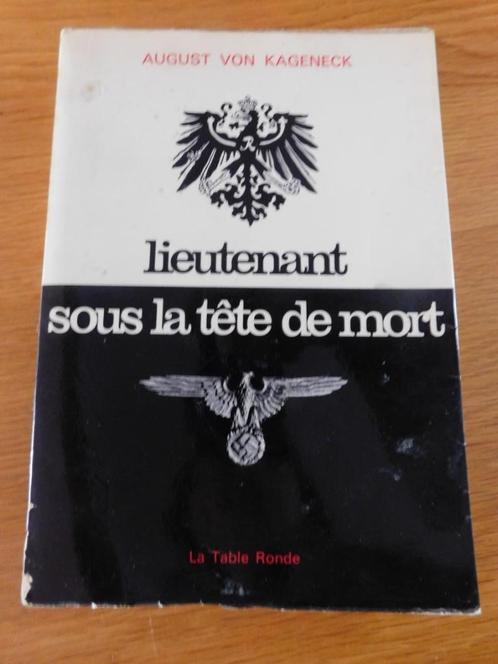 AUGUST VON KAGENECK
R
lieutenant
sous la tête de mort
La Table Ronde